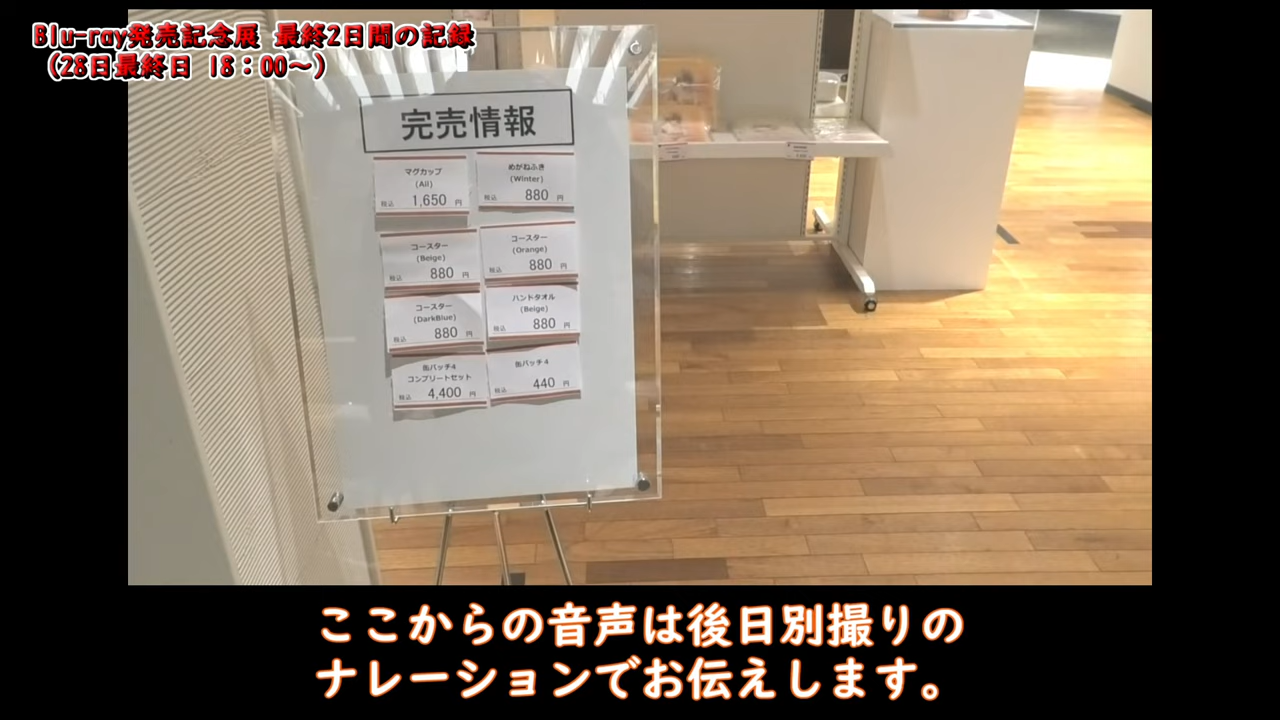 Blu-ray発売記念展 最終2日間の記録
(28日最終日 18：00～)
完売情報
マグカップ
(All)
税込 1,650 円
めがねふき
(Winter)
税込 880 円
コースター
(Beige)
税込 880 円
コースター
(Orange)
税込 880 円
コースター
(DarkBlue)
税込 880 円
ハンドタオル
(Beige)
税込 880 円
缶バッチ4
コンプリートセット
税込 4,400 円
缶バッチ4
税込 440 円
ここからの音声は後日別撮りの
ナレーションでお伝えします。